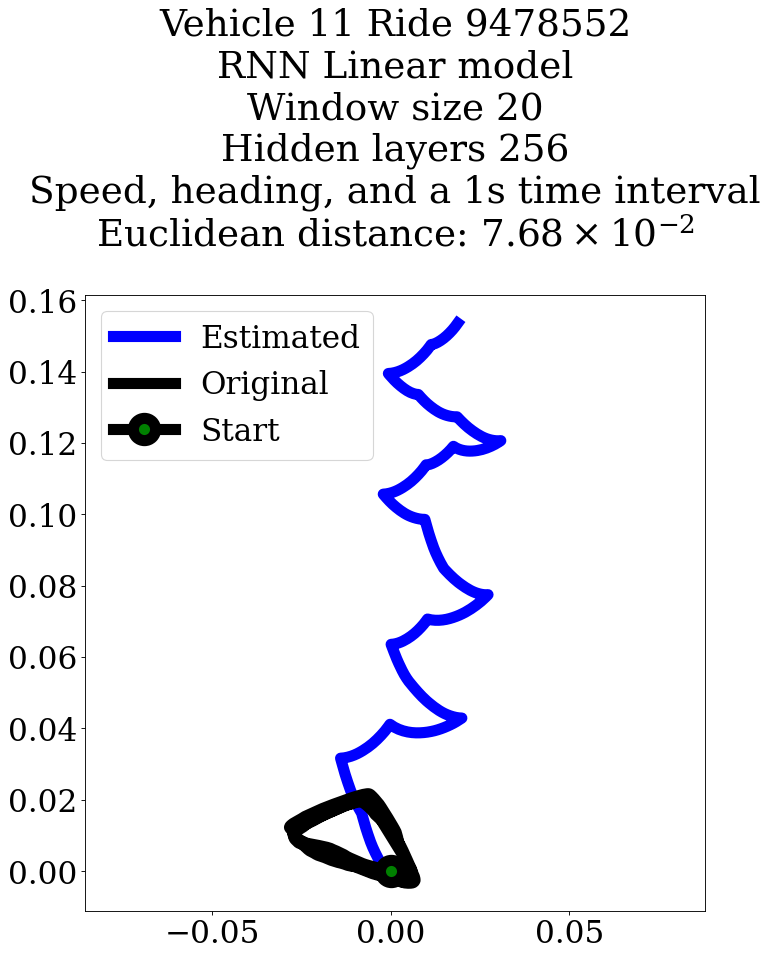 Vehicle 11 Ride 9478552
RNN Linear model
Window size 20
Hidden layers 256
Speed, heading, and a 1s time interval
Euclidean distance: 7.68 × 10⁻²
0.16
0.14
0.12
0.10
0.08
0.06
0.04
0.02
0.00
Estimated
Original
Start
−0.05 0.00 0.05